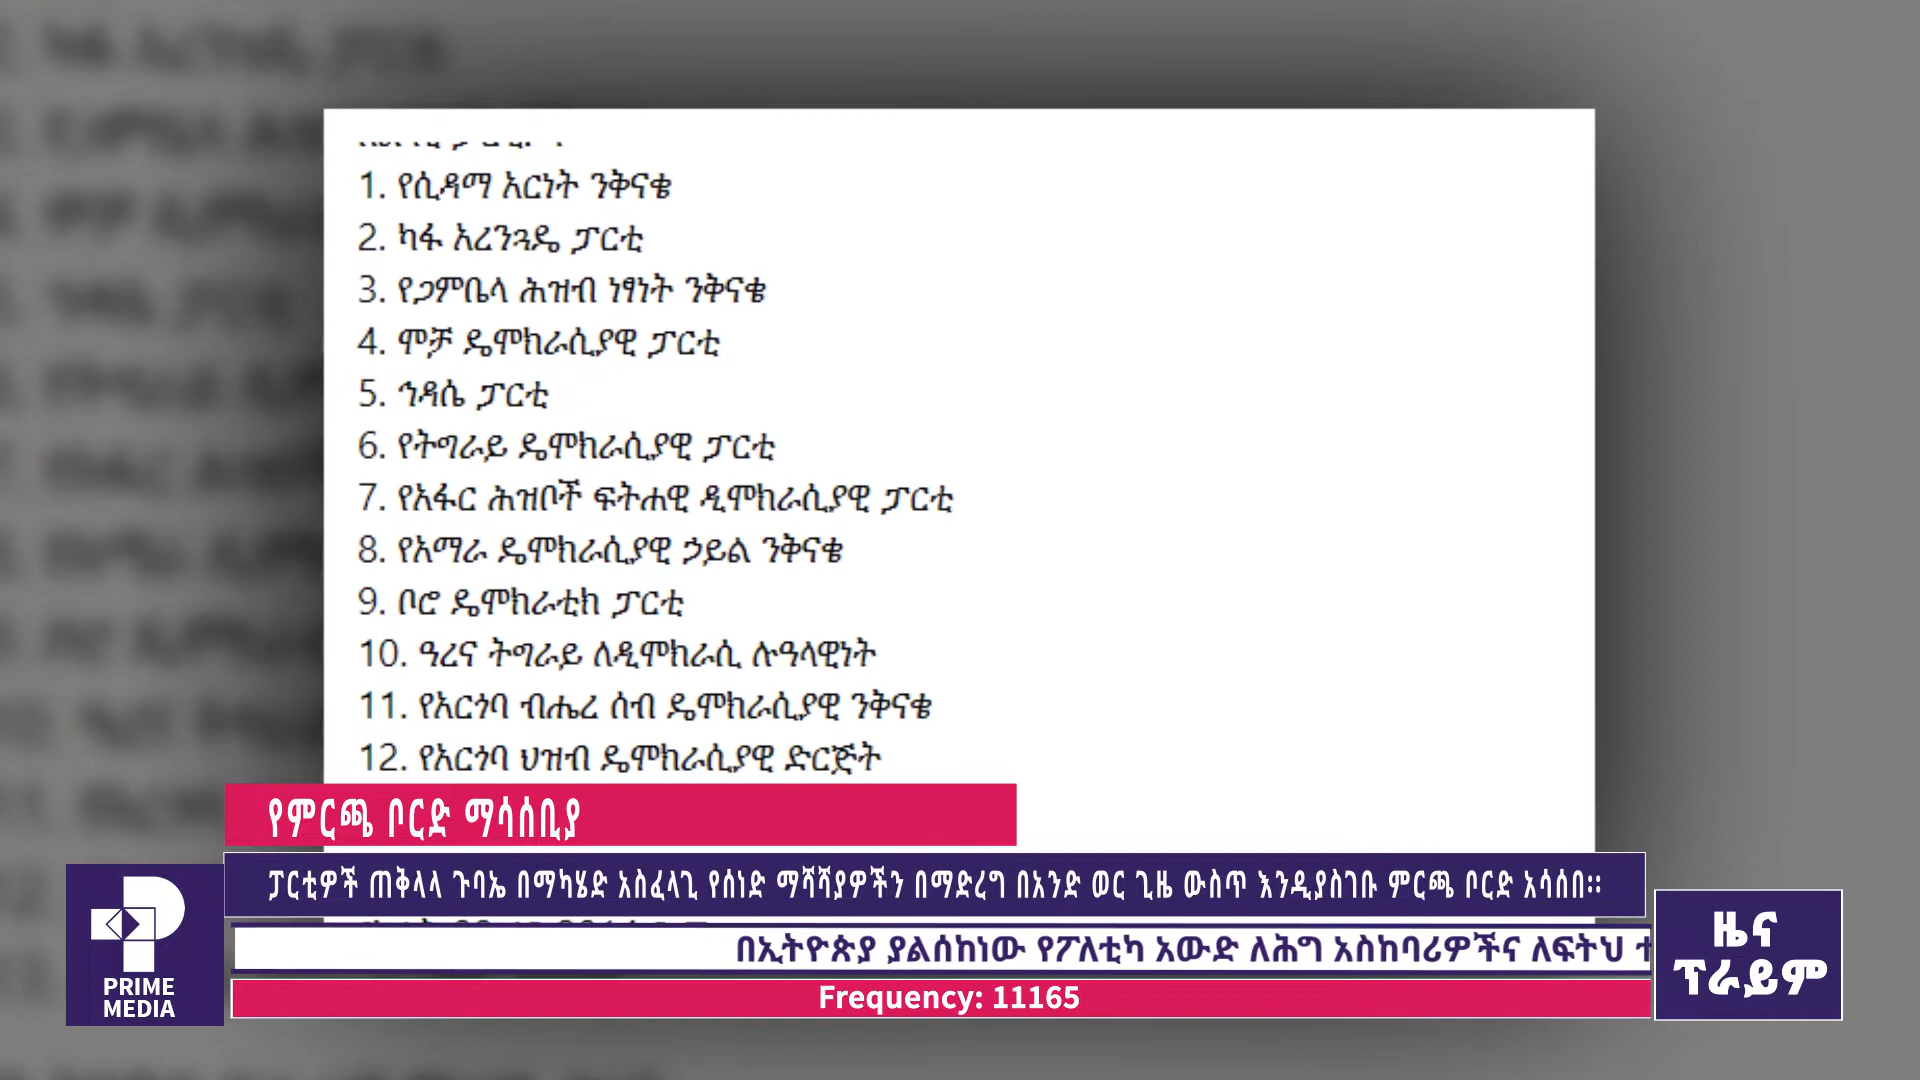 1. የሲዳማ አርነት ንቅናቄ
2. ካፋ አረንጓዴ ፓርቲ
3. የጋምቤላ ሕዝብ ነፃነት ንቅናቄ
4. ሞቻ ዴሞክራሲያዊ ፓርቲ
5. ኅዳሴ ፓርቲ
6. የትግራይ ዴሞክራሲያዊ ፓርቲ
7. የአፋር ሕዝቦች ፍትሐዊ ዲሞክራሲያዊ ፓርቲ
8. የአማራ ዴሞክራሲያዊ ኃይል ንቅናቄ
9. ቦሮ ዴሞክራቲክ ፓርቲ
10. ዓረና ትግራይ ለዲሞክራሲ ሉዓላዊነት
11. የአርጎባ ብሔረ ሰብ ዴሞክራሲያዊ ንቅናቄ
12. የአርጎባ ህዝብ ዴሞክራሲያዊ ድርጅት
የምርጫ ቦርድ ማሳሰቢያ
ፓርቲዎች ጠቅላላ ጉባኤ በማካሄድ አስፈላጊ የሰነድ ማሻሻያዎችን በማድረግ በአንድ ወር ጊዜ ውስጥ እንዲያስገቡ ምርጫ ቦርድ አሳሰበ።
በኢትዮጵያ ያልሰከነው የፖለቲካ አውድ ለሕግ አስከባሪዎችና ለፍትህ
Frequency: 11165
PRIME
MEDIA
ዜና
ፕራይም